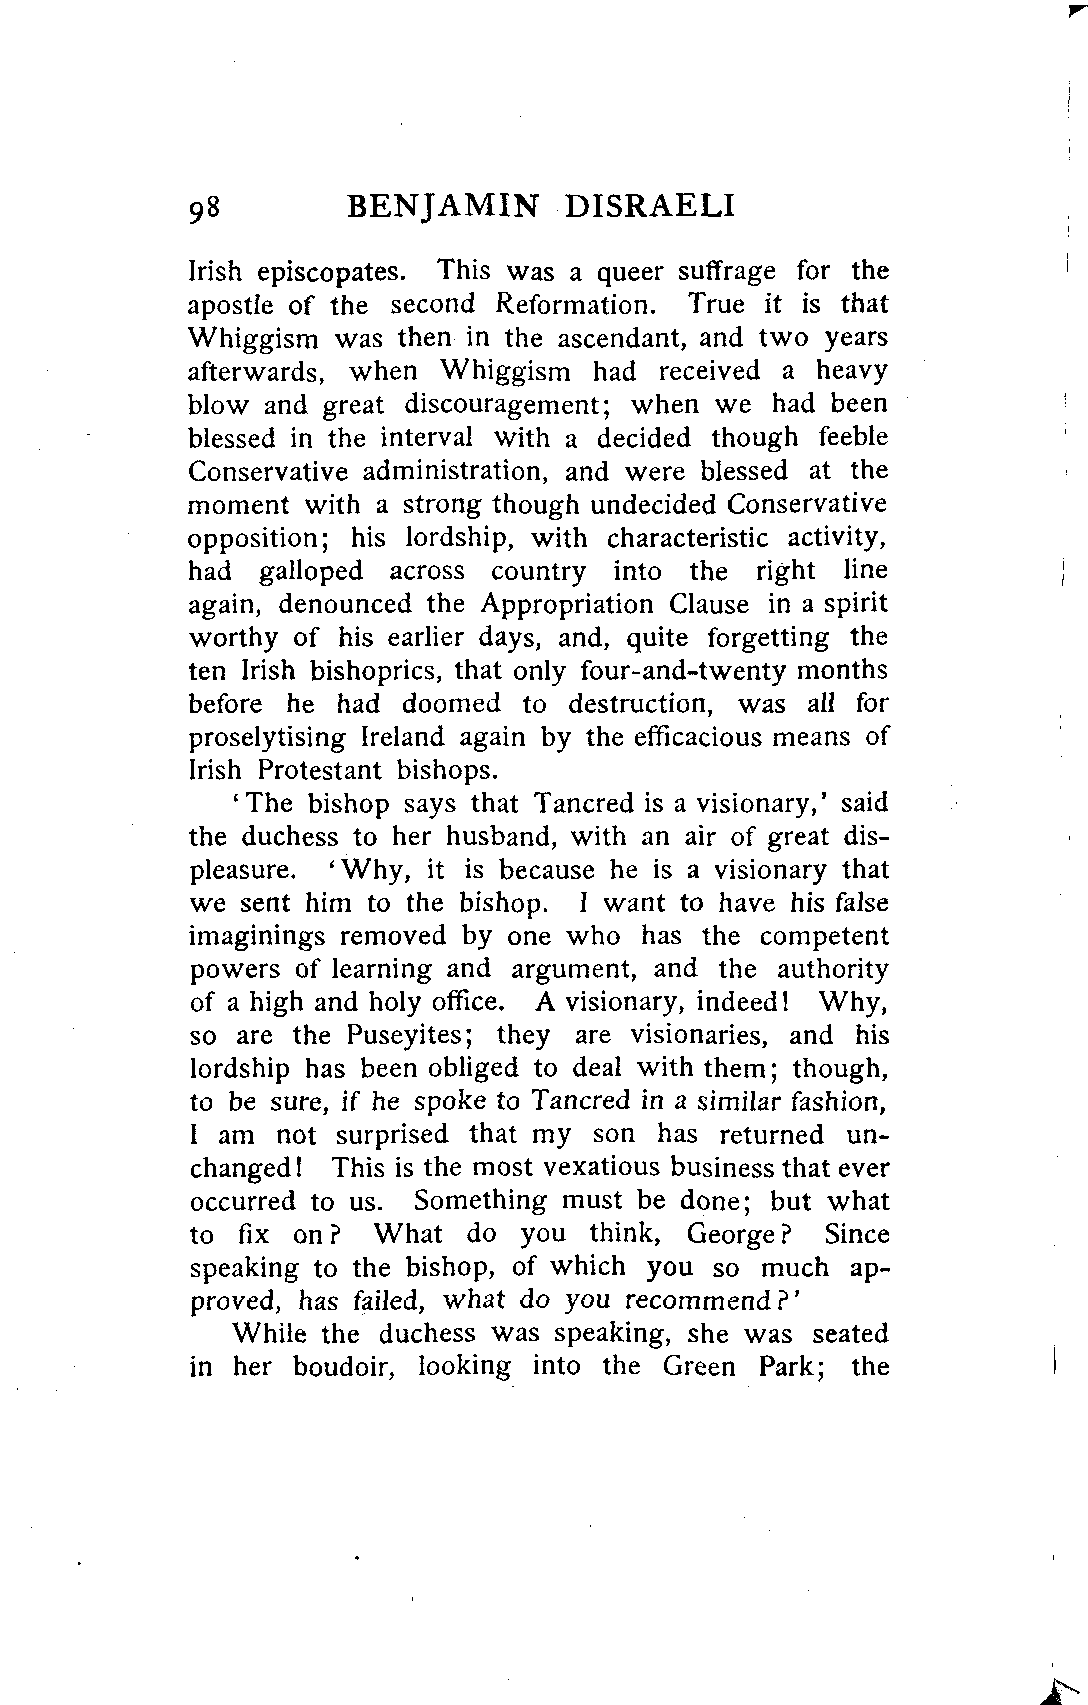 98 BENJAMIN DISRAELI
Irish episcopates. This was a queer suffrage for the
apostle of the second Reformation. True it is that
Whiggism was then in the ascendant, and two years
afterwards, when Whiggism had received a heavy
blow and great discouragement; when we had been
blessed in the interval with a decided though feeble
Conservative administration, and were blessed at the
moment with a strong though undecided Conservative
opposition; his lordship, with characteristic activity,
had galloped across country into the right line
again, denounced the Appropriation Clause in a spirit
worthy of his earlier days, and, quite forgetting the
ten Irish bishoprics, that only four-and-twenty months
before he had doomed to destruction, was all for
proselytising Ireland again by the efficacious means of
Irish Protestant bishops.
‘The bishop says that Tancred is a visionary,’ said
the duchess to her husband, with an air of great dis-
pleasure. ‘Why, it is because he is a visionary that
we sent him to the bishop. I want to have his false
imaginings removed by one who has the competent
powers of learning and argument, and the authority
of a high and holy office. A visionary, indeed! Why,
so are the Puseyites; they are visionaries, and his
lordship has been obliged to deal with them; though,
to be sure, if he spoke to Tancred in a similar fashion,
I am not surprised that my son has returned un-
changed! This is the most vexatious business that ever
occurred to us. Something must be done; but what
to fix on? What do you think, George? Since
speaking to the bishop, of which you so much ap-
proved, has failed, what do you recommend?’
While the duchess was speaking, she was seated
in her boudoir, looking into the Green Park; the